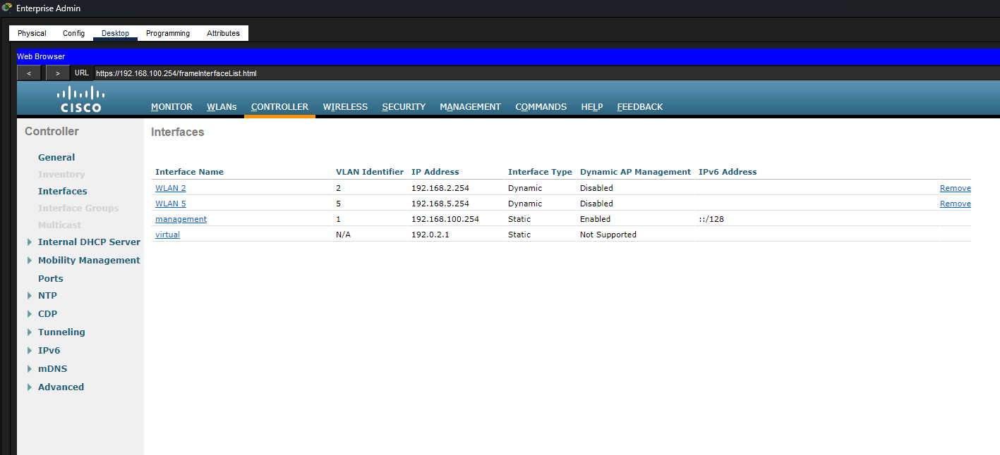 Enterprise Admin
Physical Config Desktop Programming Attributes
Web Browser
< > URL https://192.168.100.254/frameInterfaceList.html
CISCO
MONITOR WLANs CONTROLLER WIRELESS SECURITY MANAGEMENT COMMANDS HELP FEEDBACK
Controller
General
Inventory
Interfaces
Interface Groups
Multicast
Internal DHCP Server
Mobility Management
Ports
NTP
CDP
Tunneling
IPv6
mDNS
Advanced
Interfaces
Interface Name VLAN Identifier IP Address Interface Type Dynamic AP Management IPv6 Address
WLAN 2 2 192.168.2.254 Dynamic Disabled Remove
WLAN 5 5 192.168.5.254 Dynamic Disabled Remove
management 1 192.168.100.254 Static Enabled ::/128
virtual N/A 192.0.2.1 Static Not Supported